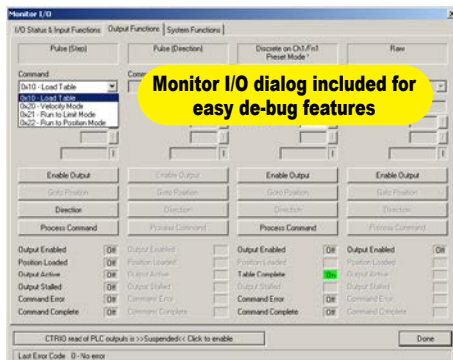 Monitor I/O
I/O Status & Input Functions Output Functions System Functions
Pulse (Step) Pulse (Direction) Discrete on Ch1/Fn1 Raw
Preset Mode
Command
0x10 - Load Table
0x10 - Load Table
0x20 - Velocity Mode
0x21 - Run to Limit Mode
0x22 - Run to Position Mode
Monitor I/O dialog included for
easy de-bug features
Enable Output Enable Output Enable Output Enable Output
Goto Position Goto Position Goto Position Goto Position
Direction Direction Direction Direction
Process Command Process Command Process Command Process Command
Output Enabled Off Output Enabled Output Enabled Off Output Enabled Off
Position Loaded Off Position Loaded Position Loaded Position Loaded
Output Active Off Output Active Table Complete On Output Active
Output Stalled Off Output Stalled Output Stalled Output Stalled
Command Error Off Command Error Command Error Off Command Error
Command Complete Off Command Complete Command Complete Off Command Complete
CTRIO read of PLC outputs is >>Suspended<< Click to enable Done
Last Error Code 0 - No error